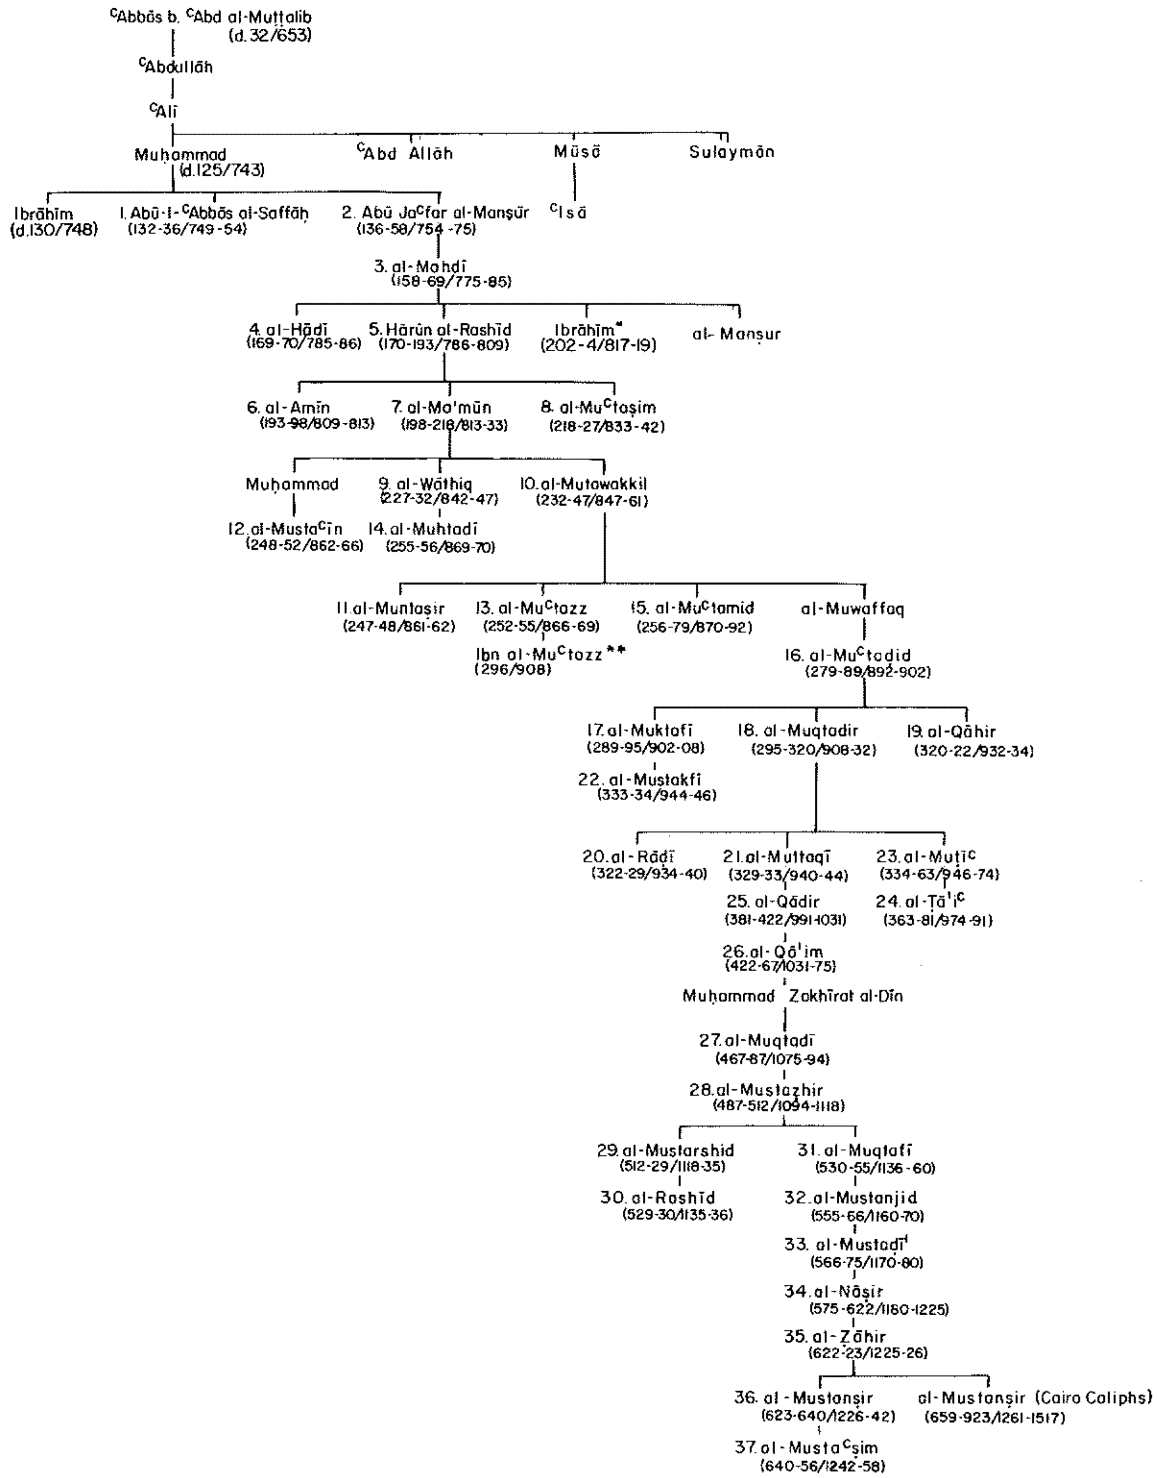 ᶜAbbās b. ᶜAbd al-Muṭṭalib
(d.32/653)
ᶜAbdullāh
ᶜAlī
Muḥammad
(d.125/743)
ᶜAbd Allāh
Mūsā
Sulaymān
Ibrāhīm
(d.130/748)
1. Abū-l-ᶜAbbās al-Saffāḥ
(132-36/749-54)
2. Abū Jaᶜfar al-Manṣūr
(136-58/754-75)
ᶜIsā
3. al-Mahdī
(158-69/775-85)
4. al-Hādī
(169-70/785-86)
5. Hārūn al-Rashīd
(170-193/786-809)
Ibrāhīm*
(202-4/817-19)
al-Manṣur
6. al-Amīn
(193-98/809-813)
7. al-Ma'mūn
(198-218/813-33)
8. al-Muᶜtaṣim
(218-27/833-42)
Muḥammad
9. al-Wāthiq
(227-32/842-47)
10. al-Mutawakkil
(232-47/847-61)
12. al-Mustaᶜīn
(248-52/862-66)
14. al-Muhtadī
(255-56/869-70)
11. al-Muntaṣir
(247-48/861-62)
13. al-Muᶜtazz
(252-55/866-69)
15. al-Muᶜtamid
(256-79/870-92)
al-Muwaffaq
Ibn al-Muᶜtazz**
(296/908)
16. al-Muᶜtaḍid
(279-89/892-902)
17. al-Muktafī
(289-95/902-08)
18. al-Muqtadir
(295-320/908-32)
19. al-Qāhir
(320-22/932-34)
22. al-Mustakfī
(333-34/944-46)
20. al-Rāḍī
(322-29/934-40)
21. al-Muttaqī
(329-33/940-44)
23. al-Muṭīᶜ
(334-63/946-74)
25. al-Qādir
(381-422/991-1031)
24. al-Ṭā'iᶜ
(363-81/974-91)
26. al-Qā'im
(422-67/1031-75)
Muḥammad Zakhīrat al-Dīn
27. al-Muqtadī
(467-87/1075-94)
28. al-Mustaẓhir
(487-512/1094-1118)
29. al-Mustarshid
(512-29/1118-35)
31. al-Muqtafī
(530-55/1136-60)
30. al-Rashīd
(529-30/1135-36)
32. al-Mustanjid
(555-66/1160-70)
33. al-Mustaḍī'
(566-75/1170-80)
34. al-Nāṣir
(575-622/1180-1225)
35. al-Ẓāhir
(622-23/1225-26)
36. al-Mustanṣir
(623-640/1226-42)
al-Mustanṣir (Cairo Caliphs)
(659-923/1261-1517)
37. al-Mustaᶜṣim
(640-56/1242-58)